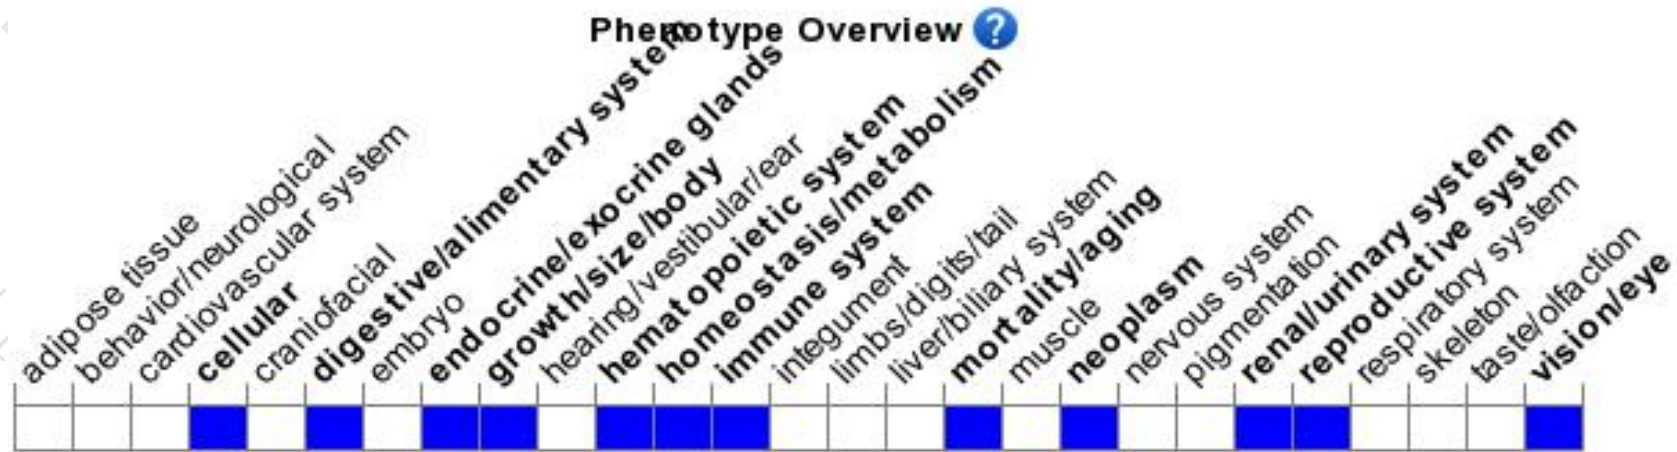 Phenotype Overview ?
adipose tissue
behavior/neurological
cardiovascular system
cellular
craniofacial
digestive/alimentary system
embryo
endocrine/exocrine glands
growth/size/body
hearing/vestibular/ear
hematopoietic system
homeostasis/metabolism
immune system
integument
limbs/digits/tail
liver/biliary system
mortality/aging
muscle
neoplasm
nervous system
pigmentation
renal/urinary system
reproductive system
respiratory system
skeleton
taste/olfaction
vision/eye